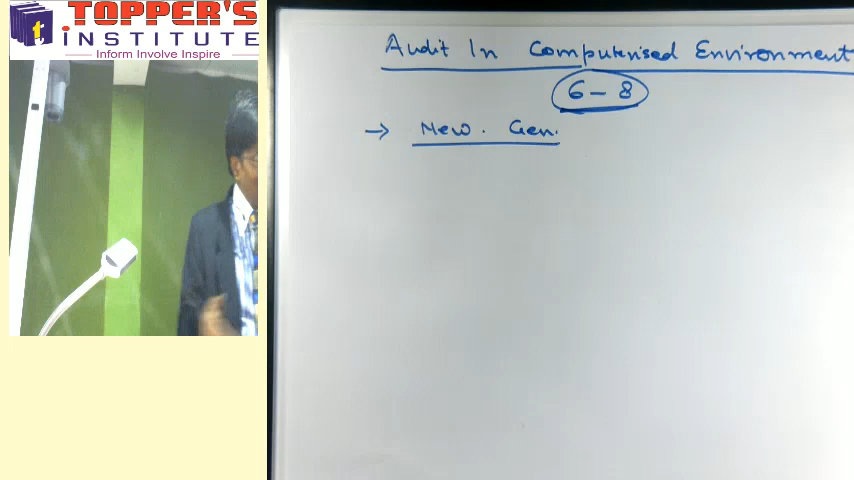 TOPPER'S
iNSTITUTE
Inform Involve Inspire
Audit In Computerised Environment
6-8
→ New. Gen.